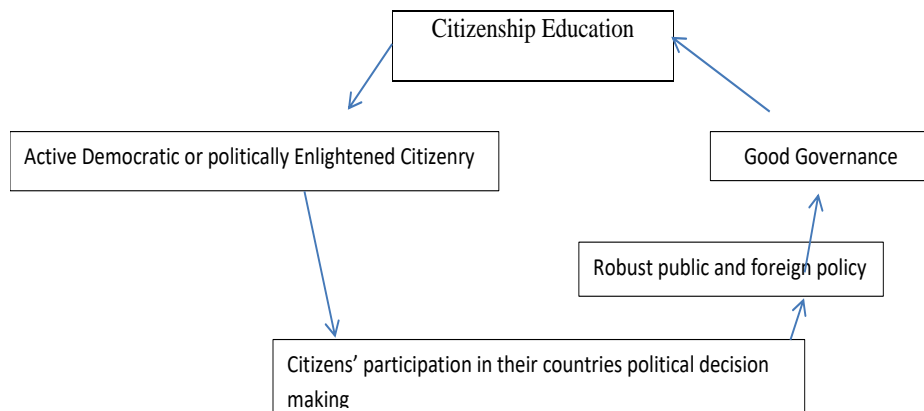 Citizenship Education
Active Democratic or politically Enlightened Citizenry
Good Governance
Robust public and foreign policy
Citizens’ participation in their countries political decision
making